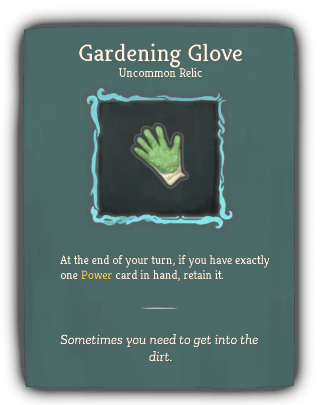 Gardening Glove
Uncommon Relic
At the end of your turn, if you have exactly
one Power card in hand, retain it.
Sometimes you need to get into the
dirt.